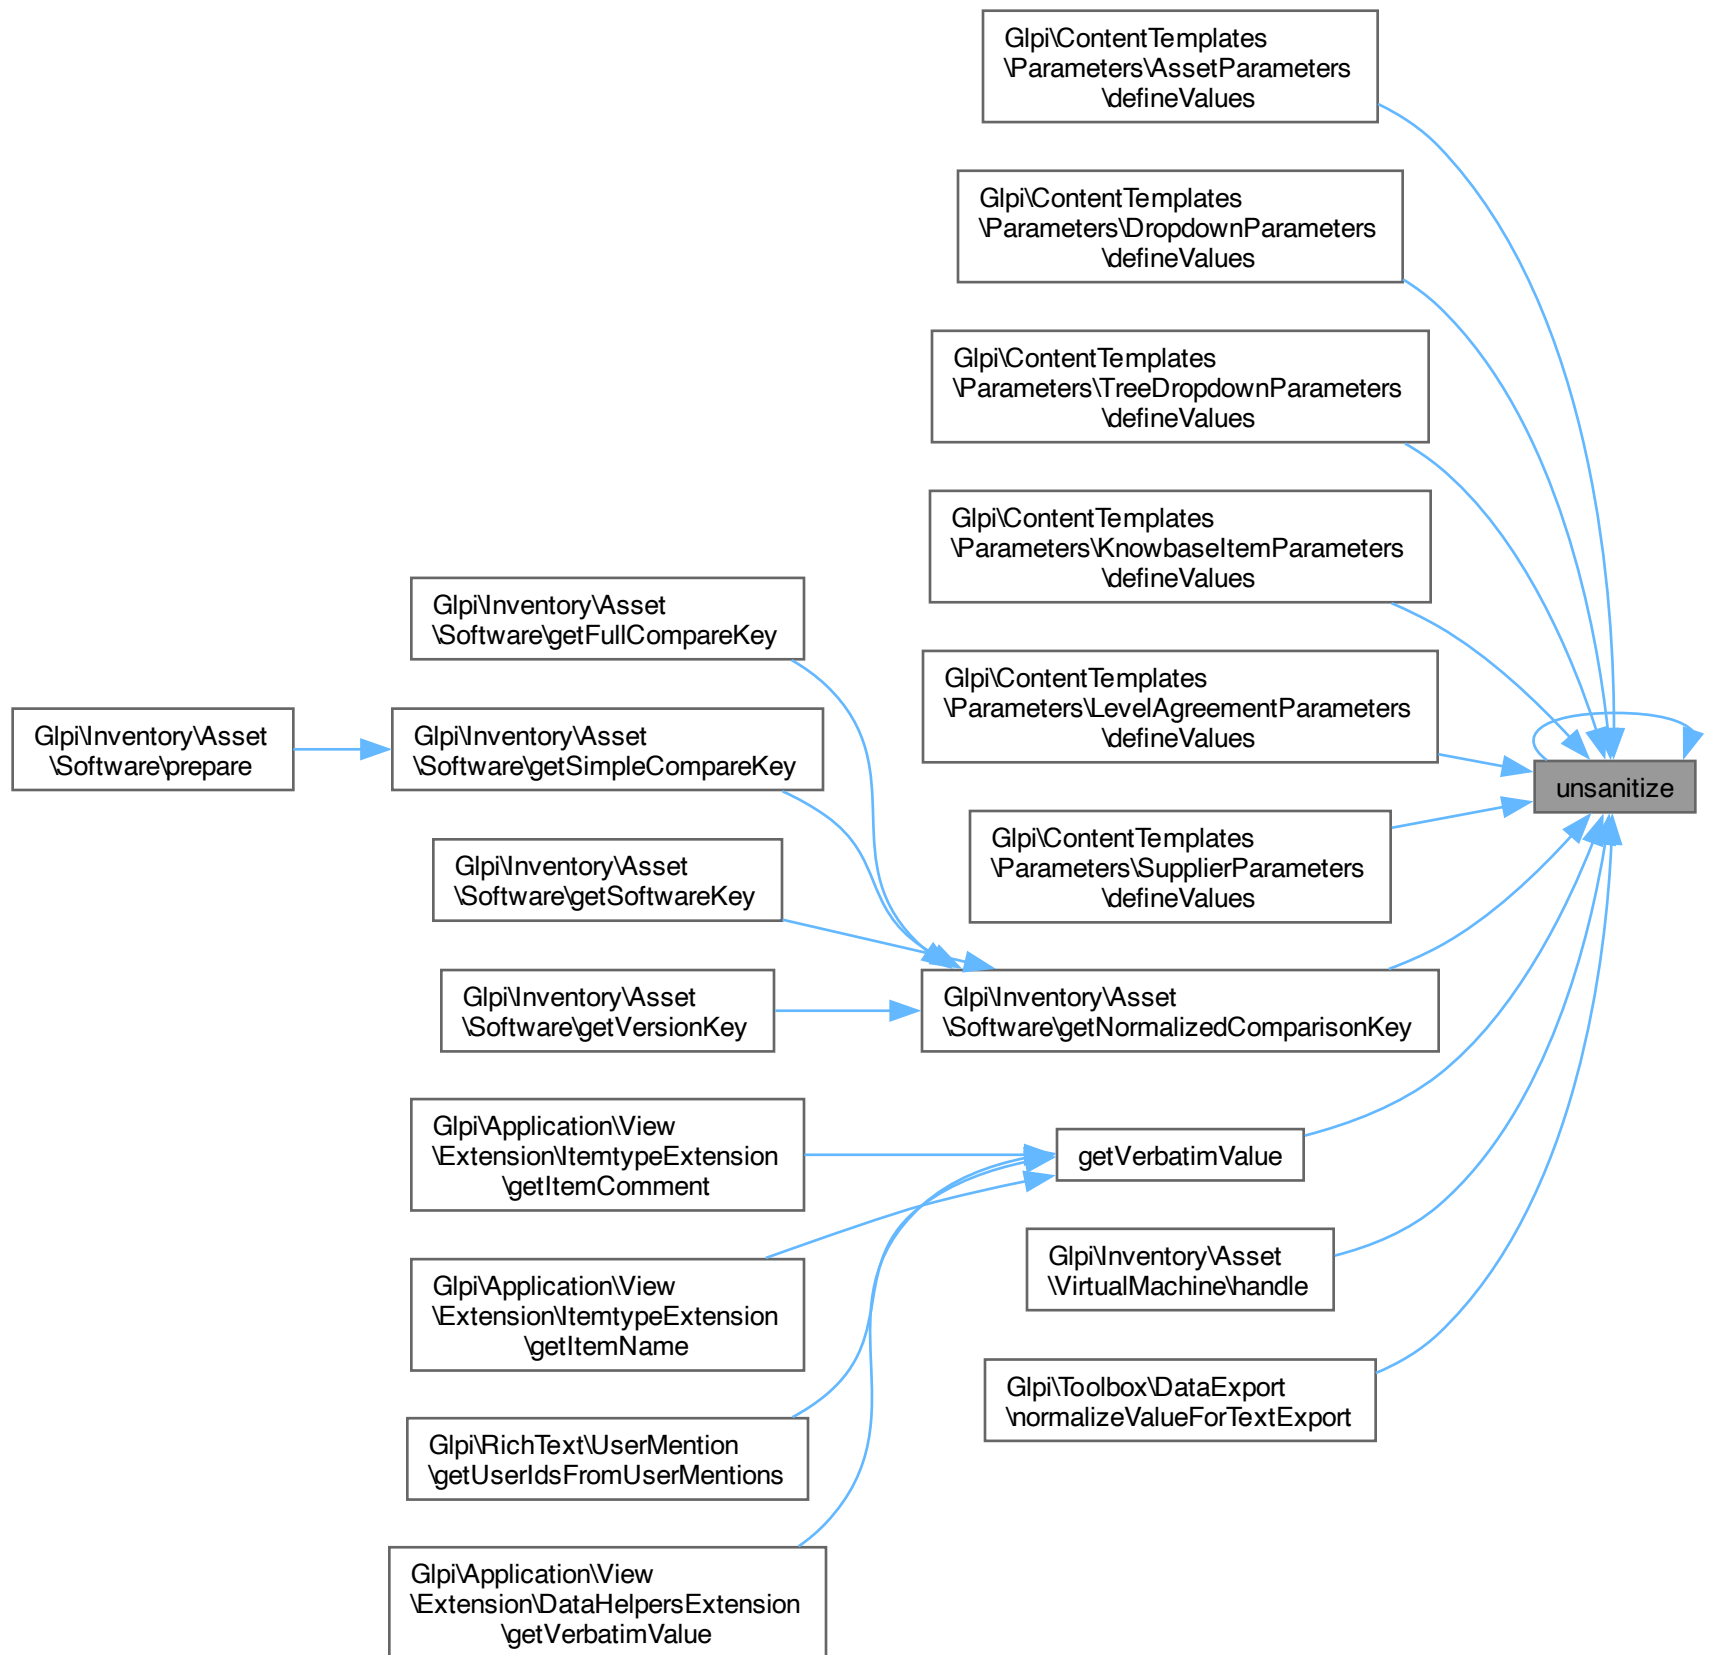 Glpi\ContentTemplates
\Parameters\AssetParameters
\defineValues
Glpi\ContentTemplates
\Parameters\DropdownParameters
\defineValues
Glpi\ContentTemplates
\Parameters\TreeDropdownParameters
\defineValues
Glpi\ContentTemplates
\Parameters\KnowbaseItemParameters
\defineValues
Glpi\Inventory\Asset
\Software\getFullCompareKey
Glpi\ContentTemplates
\Parameters\LevelAgreementParameters
\defineValues
Glpi\Inventory\Asset
\Software\prepare
Glpi\Inventory\Asset
\Software\getSimpleCompareKey
unsanitize
Glpi\ContentTemplates
\Parameters\SupplierParameters
\defineValues
Glpi\Inventory\Asset
\Software\getSoftwareKey
Glpi\Inventory\Asset
\Software\getVersionKey
Glpi\Inventory\Asset
\Software\getNormalizedComparisonKey
Glpi\Application\View
\Extension\ItemtypeExtension
\getItemComment
getVerbatimValue
Glpi\Inventory\Asset
\VirtualMachine\handle
Glpi\Application\View
\Extension\ItemtypeExtension
\getItemName
Glpi\Toolbox\DataExport
\normalizeValueForTextExport
Glpi\RichText\UserMention
\getUserIdsFromUserMentions
Glpi\Application\View
\Extension\DataHelpersExtension
\getVerbatimValue